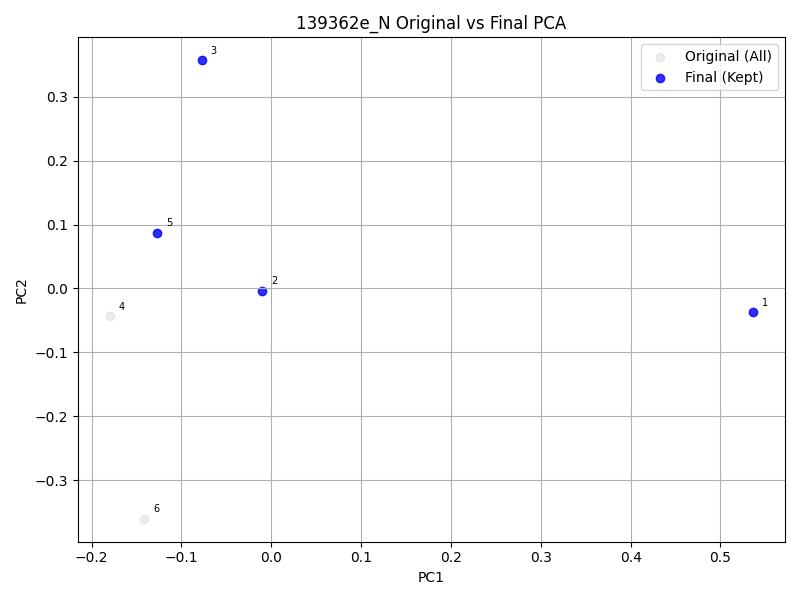 139362e_N Original vs Final PCA
Original (All)
Final (Kept)
PC2
0.3
0.2
0.1
0.0
−0.1
−0.2
−0.3
3
5
2
4
1
6
−0.2 −0.1 0.0 0.1 0.2 0.3 0.4 0.5
PC1